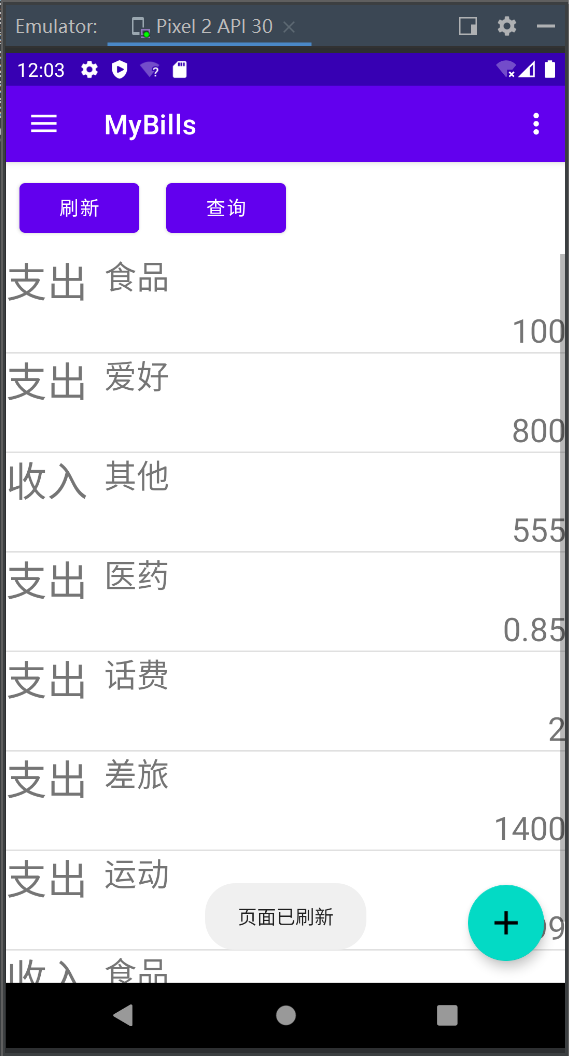 Emulator: Pixel 2 API 30
12:03
MyBills
刷新 查询
支出 食品
100
支出 爱好
800
收入 其他
555
支出 医药
0.85
支出 话费
2
支出 差旅
1400
支出 运动
页面已刷新
收入 食品